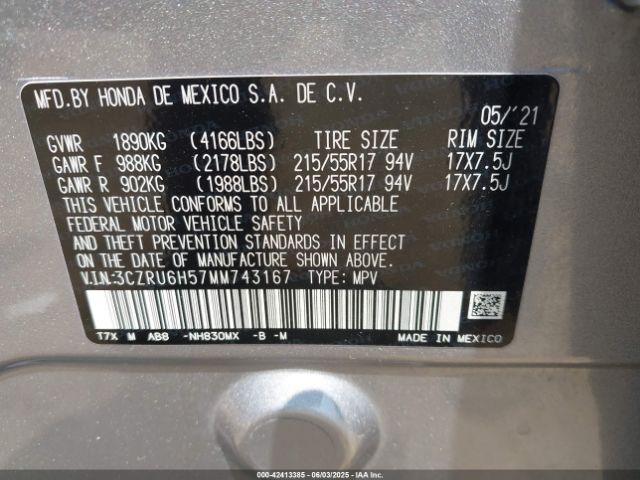 MFD.BY HONDA DE MEXICO S.A. DE C.V.
05/'21
GVWR 1890KG (4166LBS) TIRE SIZE RIM SIZE
GAWR F 988KG (2178LBS) 215/55R17 94V 17X7.5J
GAWR R 902KG (1988LBS) 215/55R17 94V 17X7.5J
THIS VEHICLE CONFORMS TO ALL APPLICABLE
FEDERAL MOTOR VEHICLE SAFETY
AND THEFT PREVENTION STANDARDS IN EFFECT
ON THE DATE OF MANUFACTURE SHOWN ABOVE.
V.I.N:3CZRU6H57MM743167 TYPE: MPV
T7X M AB8 -NH830MX -B -M
MADE IN MEXICO
000-42413385 - 06/03/2025 - IAAI - Copart